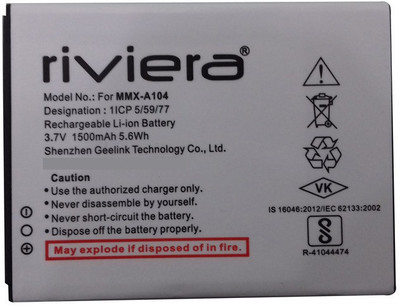 riviera®
Model No.: For MMX-A104
Designation : 1ICP 5/59/77
Rechargeable Li-ion Battery
3.7V 1500mAh 5.6Wh
Shenzhen Geelink Technology Co., Ltd.
Caution:
● Use the authorized charger only.
● Never disassemble by yourself.
● Never short-circuit the battery.
● Dispose off the battery properly.
May explode if disposed of in fire.
VK
IS 16046:2012/IEC 62133:2002
R-41044474